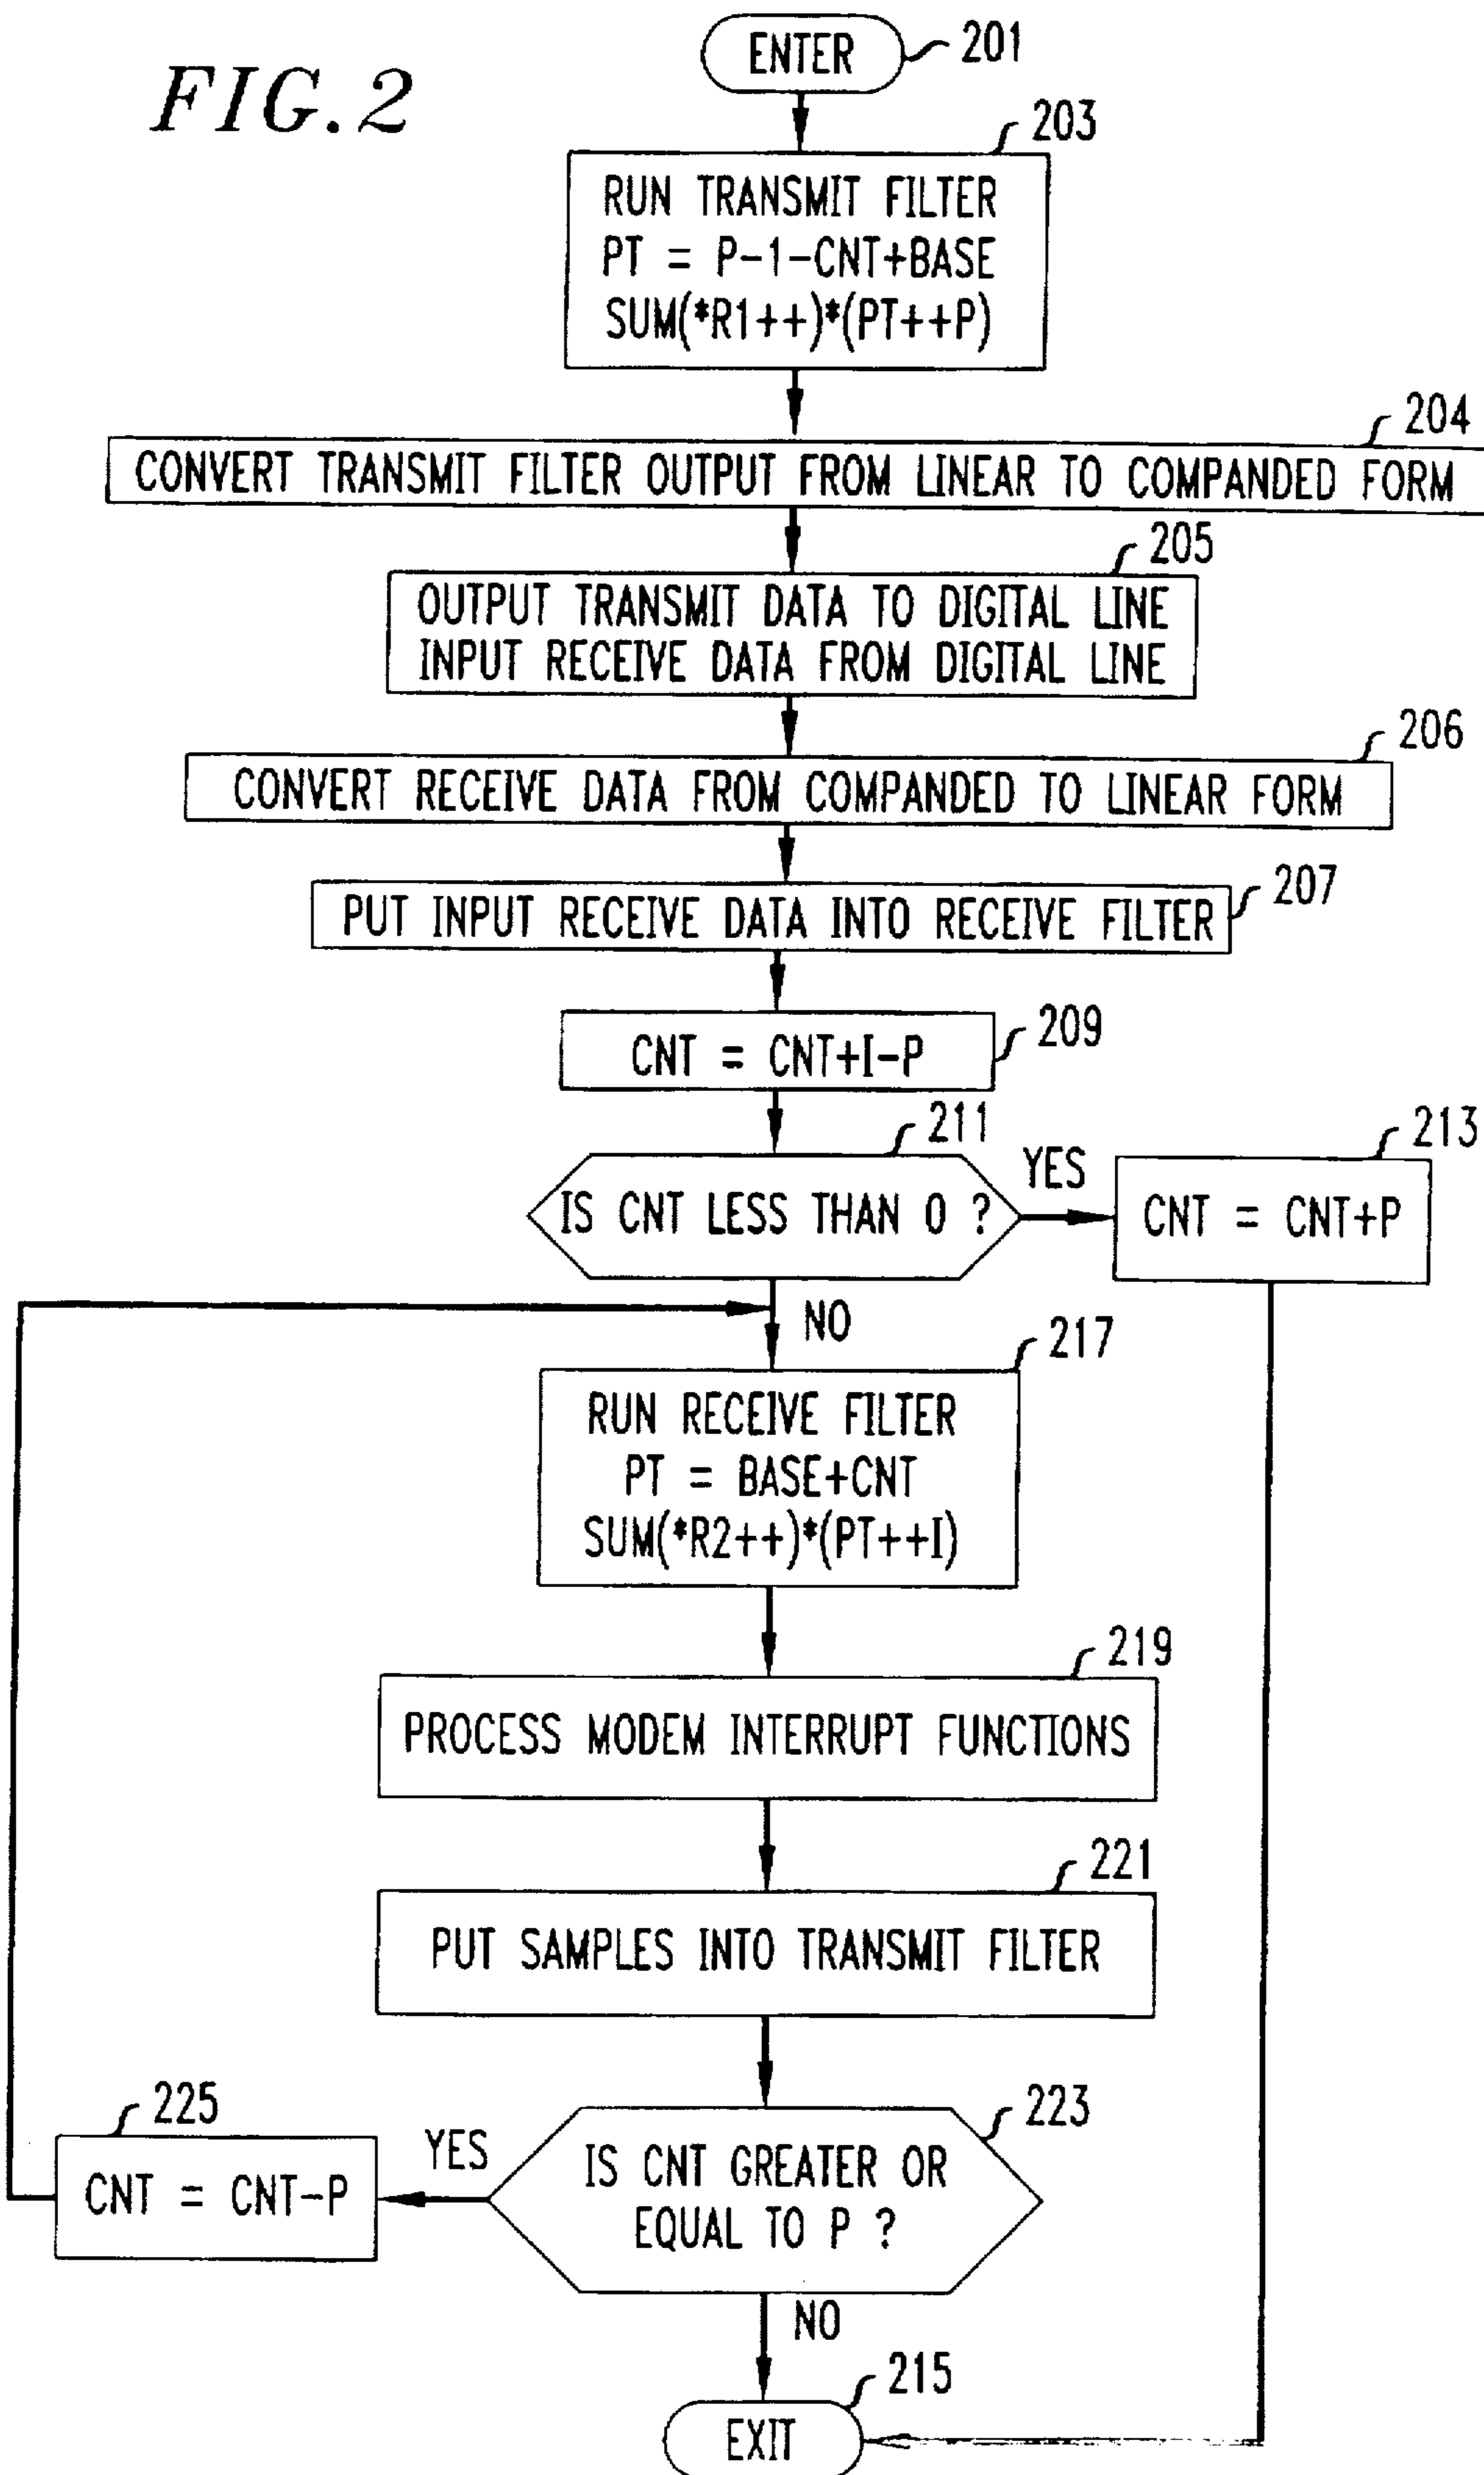 FIG. 2
ENTER
201
203
RUN TRANSMIT FILTER
PT = P-1-CNT+BASE
SUM(*R1++)*(PT++P)
204
CONVERT TRANSMIT FILTER OUTPUT FROM LINEAR TO COMPANDED FORM
205
OUTPUT TRANSMIT DATA TO DIGITAL LINE
INPUT RECEIVE DATA FROM DIGITAL LINE
206
CONVERT RECEIVE DATA FROM COMPANDED TO LINEAR FORM
207
PUT INPUT RECEIVE DATA INTO RECEIVE FILTER
209
CNT = CNT+I-P
211
IS CNT LESS THAN 0 ?
YES
213
CNT = CNT+P
NO
217
RUN RECEIVE FILTER
PT = BASE+CNT
SUM(*R2++)*(PT++I)
219
PROCESS MODEM INTERRUPT FUNCTIONS
221
PUT SAMPLES INTO TRANSMIT FILTER
223
IS CNT GREATER OR
EQUAL TO P ?
YES
225
CNT = CNT-P
NO
215
EXIT